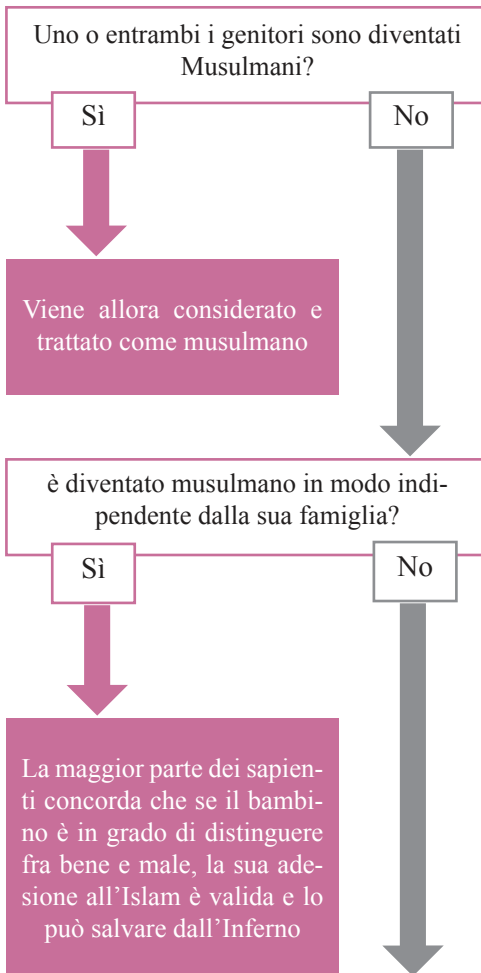 Uno o entrambi i genitori sono diventati
Musulmani?
Sì
No
Viene allora considerato e
trattato come musulmano
è diventato musulmano in modo indi-
pendente dalla sua famiglia?
Sì
No
La maggior parte dei sapien-
ti concorda che se il bambi-
no è in grado di distinguere
fra bene e male, la sua ade-
sione all’Islam è valida e lo
può salvare dall’Inferno